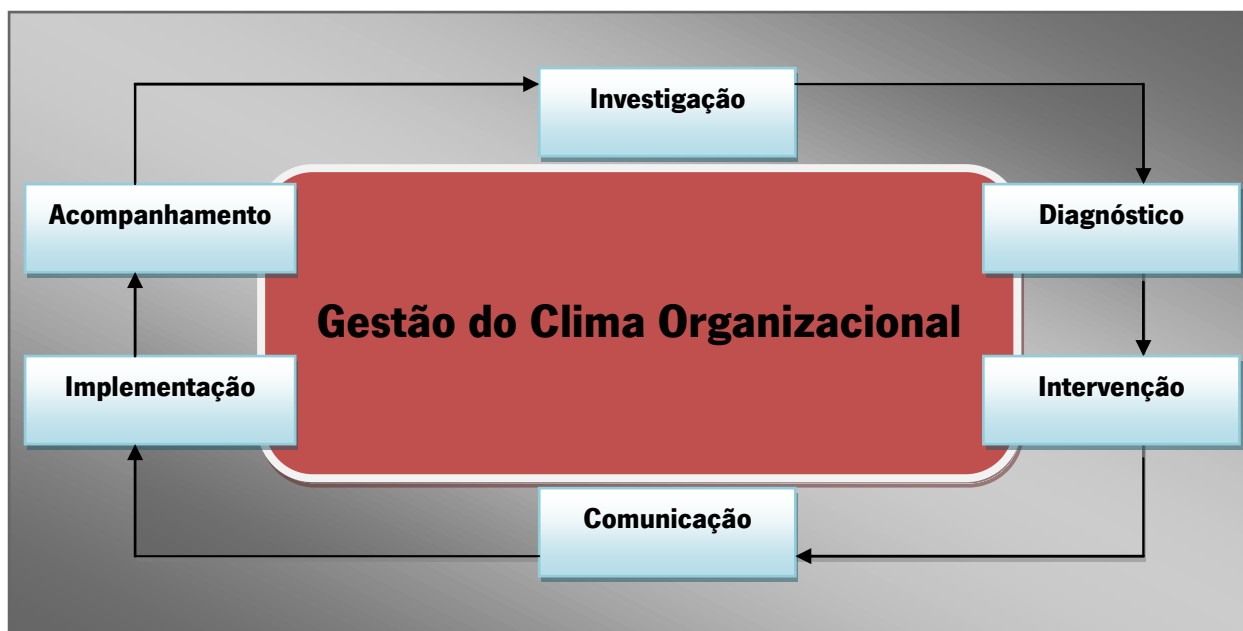 Investigação
Acompanhamento
Diagnóstico
Gestão do Clima Organizacional
Implementação
Intervenção
Comunicação